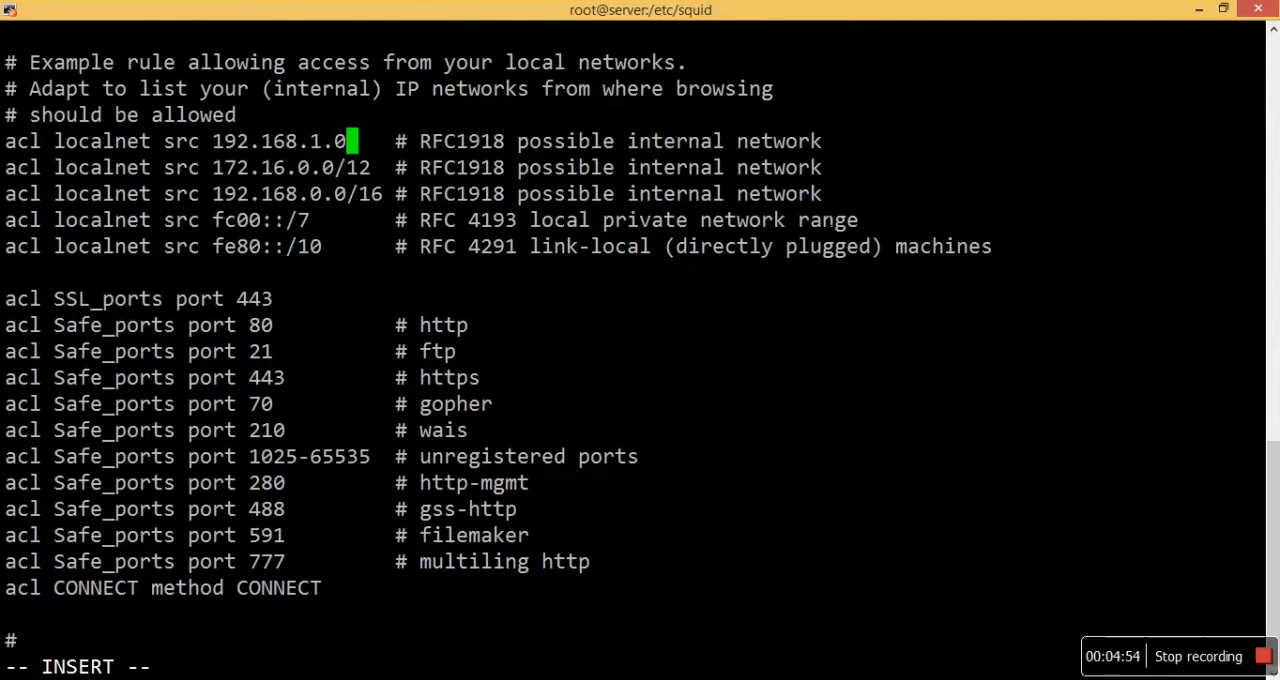 root@server:/etc/squid
# Example rule allowing access from your local networks.
# Adapt to list your (internal) IP networks from where browsing
# should be allowed
acl localnet src 192.168.1.0    # RFC1918 possible internal network
acl localnet src 172.16.0.0/12  # RFC1918 possible internal network
acl localnet src 192.168.0.0/16 # RFC1918 possible internal network
acl localnet src fc00::/7       # RFC 4193 local private network range
acl localnet src fe80::/10      # RFC 4291 link-local (directly plugged) machines
acl SSL_ports port 443
acl Safe_ports port 80          # http
acl Safe_ports port 21          # ftp
acl Safe_ports port 443         # https
acl Safe_ports port 70          # gopher
acl Safe_ports port 210         # wais
acl Safe_ports port 1025-65535  # unregistered ports
acl Safe_ports port 280         # http-mgmt
acl Safe_ports port 488         # gss-http
acl Safe_ports port 591         # filemaker
acl Safe_ports port 777         # multiling http
acl CONNECT method CONNECT
#
-- INSERT --
00:04:54 Stop recording